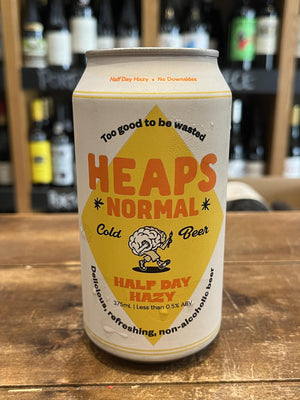 Half Day Hazy • No Downsides
Too good to be wasted
HEAPS
NORMAL
Cold Beer
HALF DAY
HAZY
375mL | Less than 0.5% ABV
Delicious, refreshing, non-alcoholic beer